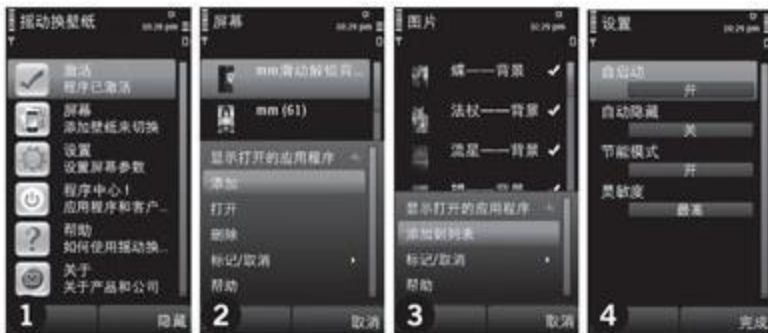 摇动换壁纸
10:29 pm
激活
程序已激活
屏幕
添加壁纸来切换
设置
设置屏幕参数
程序中心!
应用程序和客户...
帮助
如何使用摇动换...
关于
关于产品和公司
1
隐藏
屏幕
10:29 pm
mm滑动解锁背...
mm (61)
显示打开的应用程序
添加
打开
删除
标记/取消
帮助
2
取消
图片
10:29 pm
蝶——背景
法杖——背景
流星——背景
显示打开的应用程序
添加到列表
标记/取消
帮助
3
取消
设置
10:29 pm
自启动
开
自动隐藏
关
节能模式
开
灵敏度
最高
4
完成